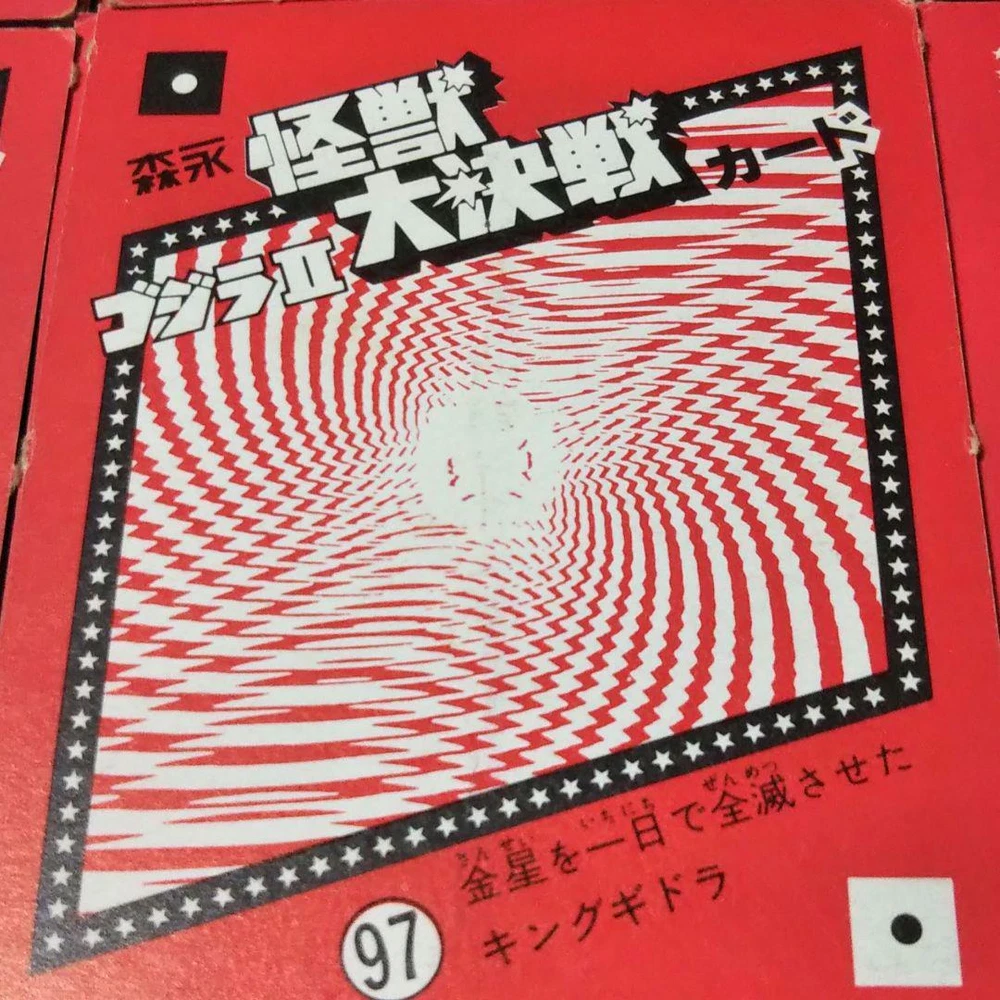 森永
怪獣
大決戦
カード
ゴジラII
金星を一日で全滅させた
キングギドラ
97